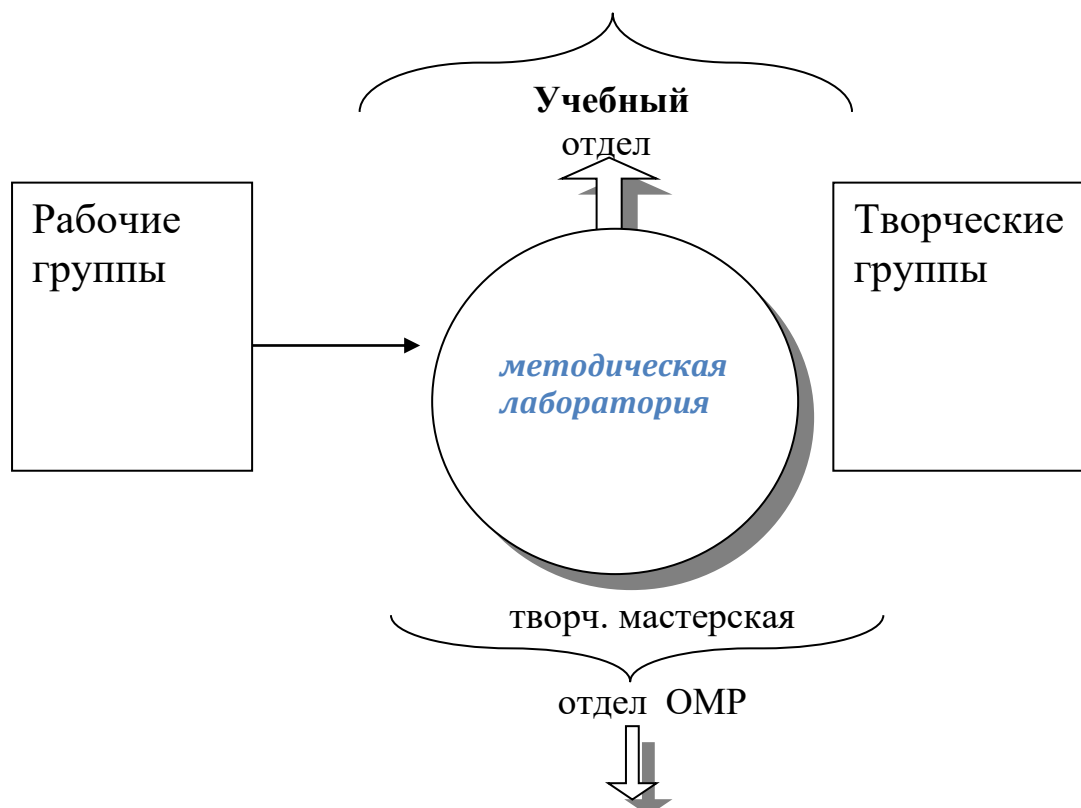 Учебный
отдел
Рабочие
группы
Творческие
группы
методическая
лаборатория
творч. мастерская
отдел ОМР